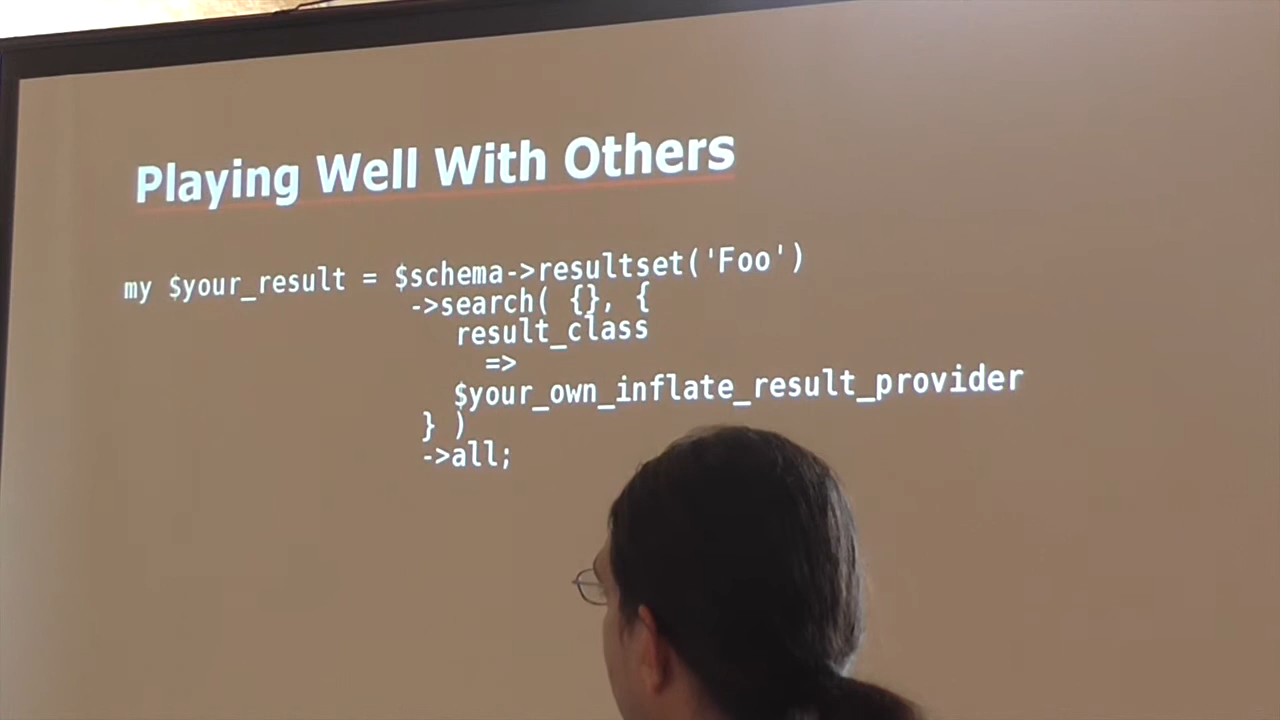 Playing Well With Others
my $your_result = $schema->resultset('Foo')
->search( {}, {
result_class
=>
$your_own_inflate_result_provider
} )
->all;